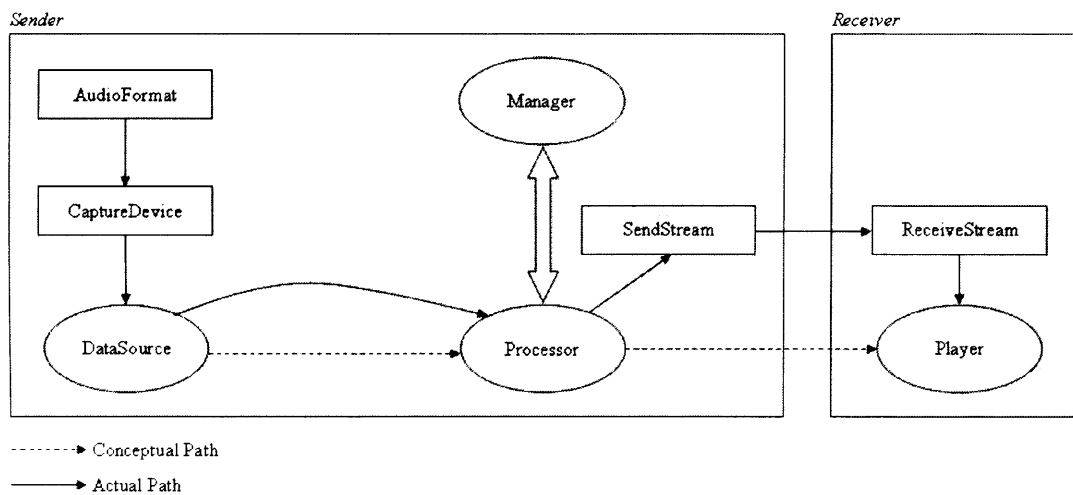 Sender
Receiver
AudioFormat
Manager
CaptureDevice
SendStream
ReceiveStream
DataSource
Processor
Player
Conceptual Path
Actual Path